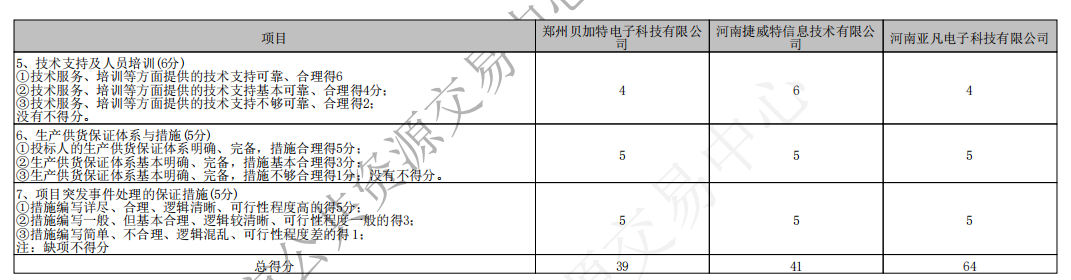 项目
郑州贝加特电子科技有限公
司
河南捷威特信息技术有限公
司
河南亚凡电子科技有限公司
5、技术支持及人员培训(6分)
①技术服务、培训等方面提供的技术支持可靠、合理得6
②技术服务、培训等方面提供的技术支持基本可靠、合理得4分；
③技术服务、培训等方面提供的技术支持不够可靠、合理得2；
没有不得分。
4
6
4
6、生产供货保证体系与措施(5分)
①投标人的生产供货保证体系明确、完备，措施合理得5分；
②生产供货保证体系基本明确、完备，措施基本合理得3分；
③生产供货保证体系基本明确、完备，措施不够合理得1分；没有不得分。
5
5
5
7、项目突发事件处理的保证措施(5分)
①措施编写详尽、合理、逻辑清晰、可行性程度高的得5分；
②措施编写一般、但基本合理、逻辑较清晰、可行性程度一般的得3；
③措施编写简单、不合理、逻辑混乱、可行性程度差的得1；
注：缺项不得分
5
5
5
总得分
39
41
64
公共资源交易中心
易中心